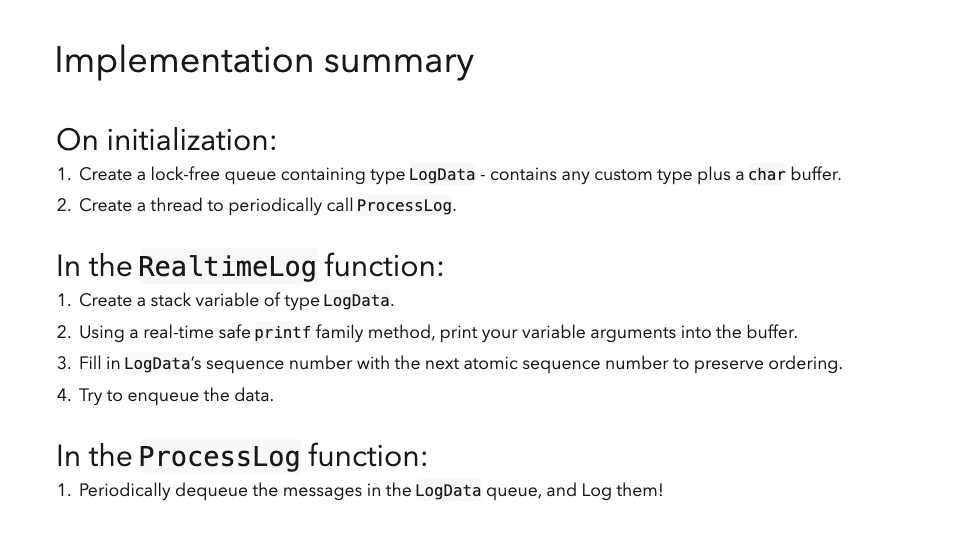 Implementation summary
On initialization:
1. Create a lock-free queue containing type LogData - contains any custom type plus a char buffer.
2. Create a thread to periodically call ProcessLog.
In the RealtimeLog function:
1. Create a stack variable of type LogData.
2. Using a real-time safe printf family method, print your variable arguments into the buffer.
3. Fill in LogData’s sequence number with the next atomic sequence number to preserve ordering.
4. Try to enqueue the data.
In the ProcessLog function:
1. Periodically dequeue the messages in the LogData queue, and Log them!